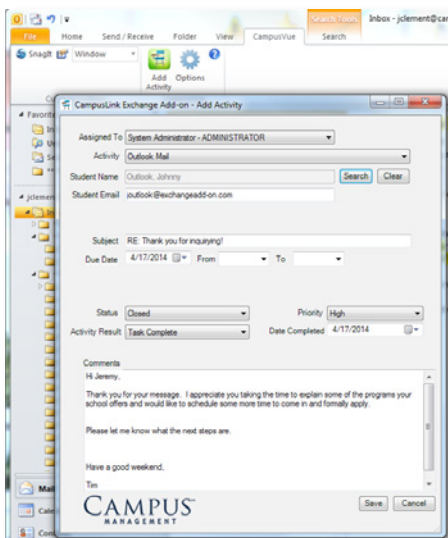 Search Tools Inbox - jclement@ca
File Home Send / Receive Folder View CampusVue Search
SnagIt Window
Add Activity Options
CampusLink Exchange Add-on - Add Activity
Favorite
Assigned To System Administrator - ADMINISTRATOR
Activity Outlook Mail
Student Name Outlook, Johnny Search Clear
Student Email joutlook@exchangeadd-on.com
jclemen
Subject RE: Thank you for inquirying!
Due Date 4/17/2014 From To
Status Closed Priority High
Activity Result Task Complete Date Completed 4/17/2014
Comments
Hi Jeremy,
Thank you for your message. I appreciate you taking the time to explain some of the programs your
school offers and would like to schedule some more time to come in and formally apply.
Please let me know what the next steps are.
Have a good weekend,
Tim
Mail
Cale
Con
CAMPUS
MANAGEMENT
Save Cancel